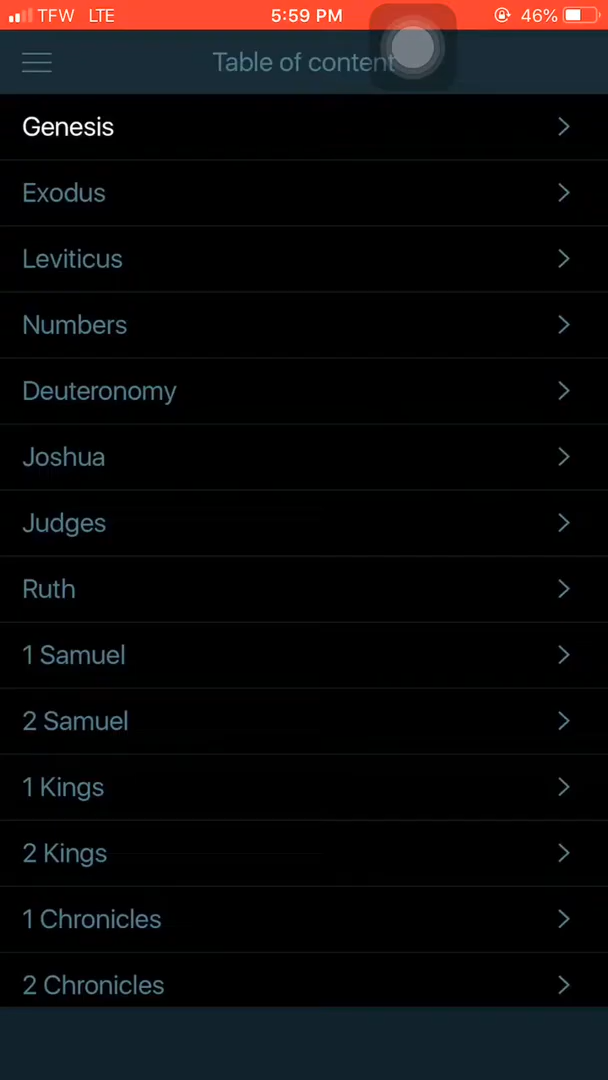 TFW LTE 5:59 PM 46%
Table of content
Genesis
Exodus
Leviticus
Numbers
Deuteronomy
Joshua
Judges
Ruth
1 Samuel
2 Samuel
1 Kings
2 Kings
1 Chronicles
2 Chronicles